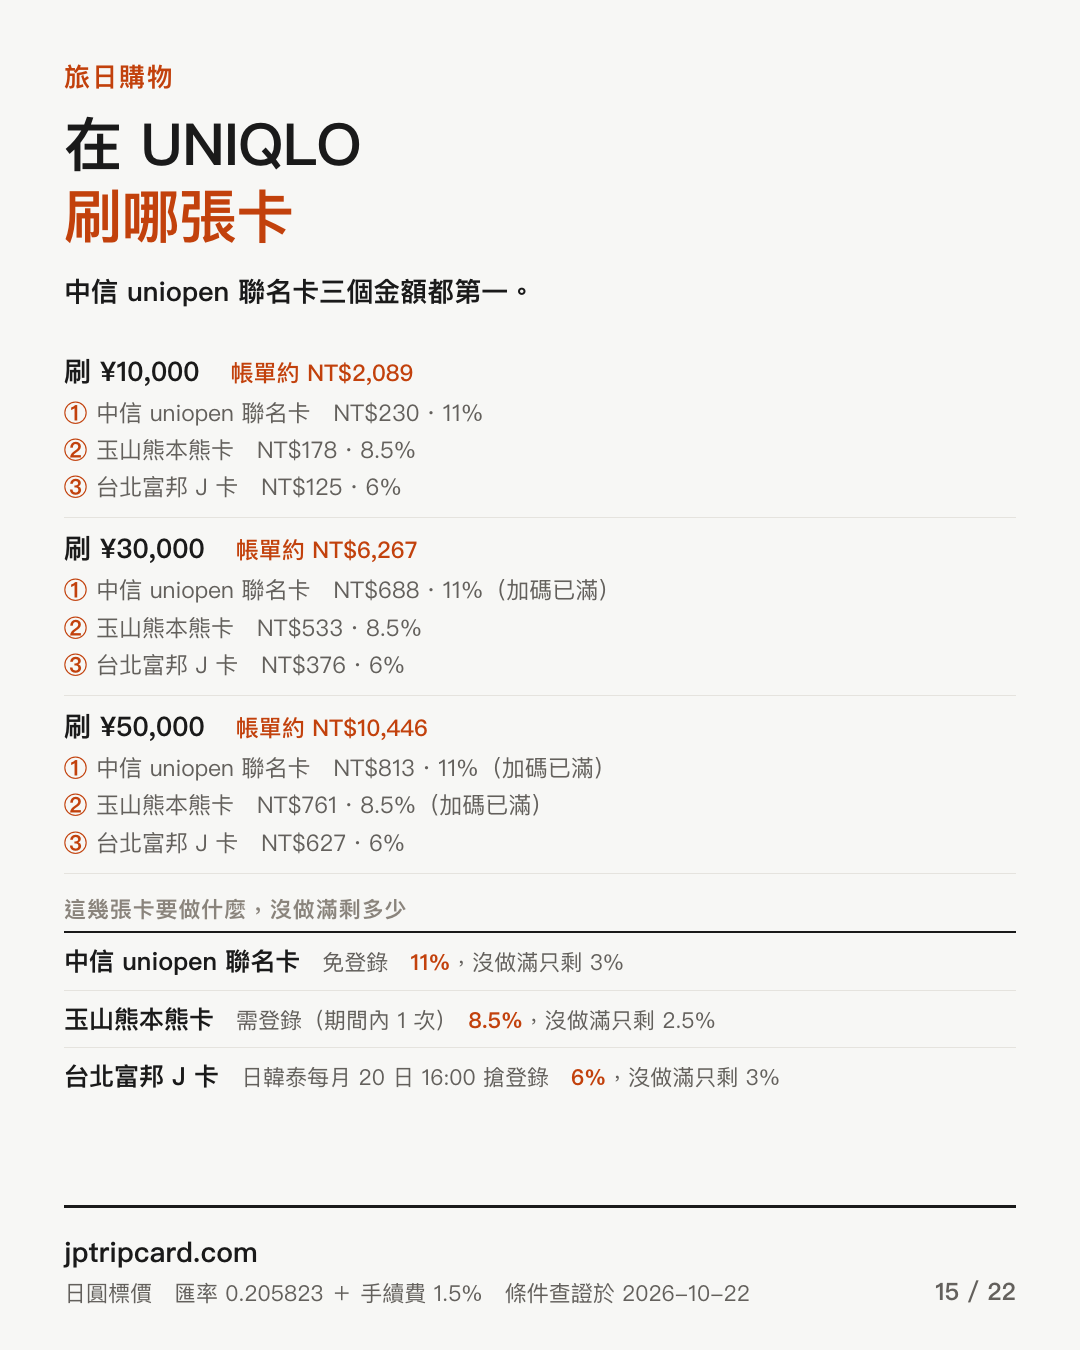 旅日購物
在 UNIQLO
刷哪張卡
中信 uniopen 聯名卡三個金額都第一。
刷 ¥10,000 帳單約 NT$2,089
① 中信 uniopen 聯名卡 NT$230 · 11%
② 玉山熊本熊卡 NT$178 · 8.5%
③ 台北富邦 J 卡 NT$125 · 6%
刷 ¥30,000 帳單約 NT$6,267
① 中信 uniopen 聯名卡 NT$688 · 11%（加碼已滿）
② 玉山熊本熊卡 NT$533 · 8.5%
③ 台北富邦 J 卡 NT$376 · 6%
刷 ¥50,000 帳單約 NT$10,446
① 中信 uniopen 聯名卡 NT$813 · 11%（加碼已滿）
② 玉山熊本熊卡 NT$761 · 8.5%（加碼已滿）
③ 台北富邦 J 卡 NT$627 · 6%
這幾張卡要做什麼，沒做滿剩多少
中信 uniopen 聯名卡 免登錄 11%，沒做滿只剩 3%
玉山熊本熊卡 需登錄（期間內 1 次） 8.5%，沒做滿只剩 2.5%
台北富邦 J 卡 日韓泰每月 20 日 16:00 搶登錄 6%，沒做滿只剩 3%
jptripcard.com
日圓標價 匯率 0.205823 ＋ 手續費 1.5% 條件查證於 2026–10–22 15 / 22